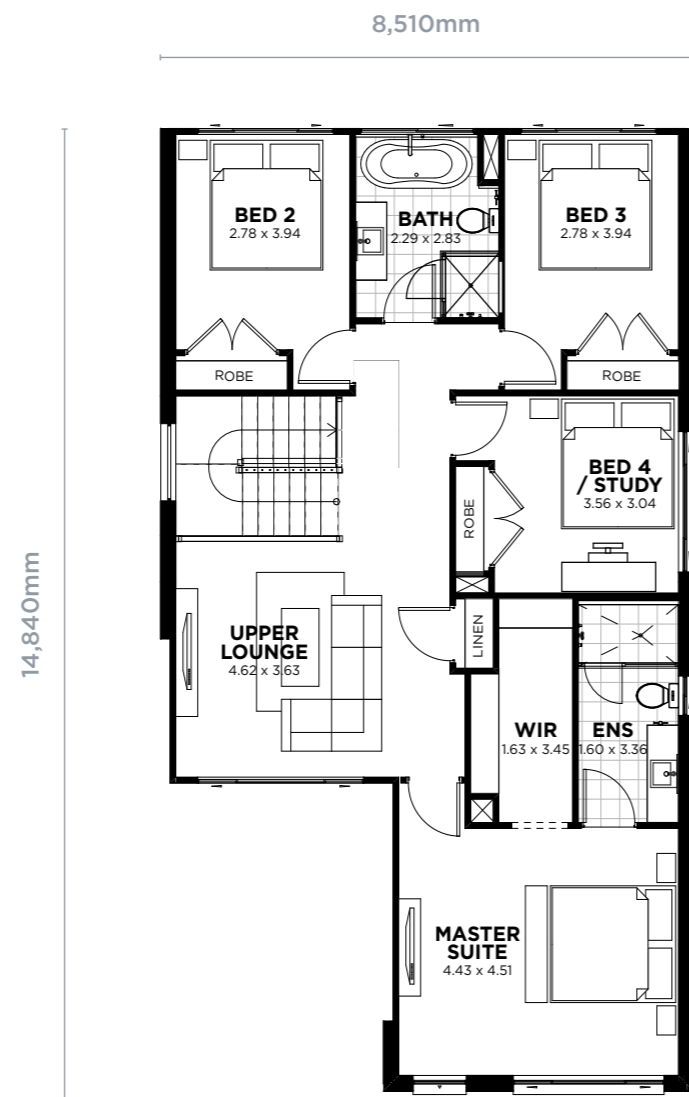 8,510mm
14,840mm
BED 2
2.78 x 3.94
BATH
2.29 x 2.83
BED 3
2.78 x 3.94
ROBE
ROBE
BED 4
/ STUDY
3.56 x 3.04
ROBE
UPPER
LOUNGE
4.62 x 3.63
LINEN
WIR
1.63 x 3.45
ENS
1.60 x 3.36
MASTER
SUITE
4.43 x 4.51